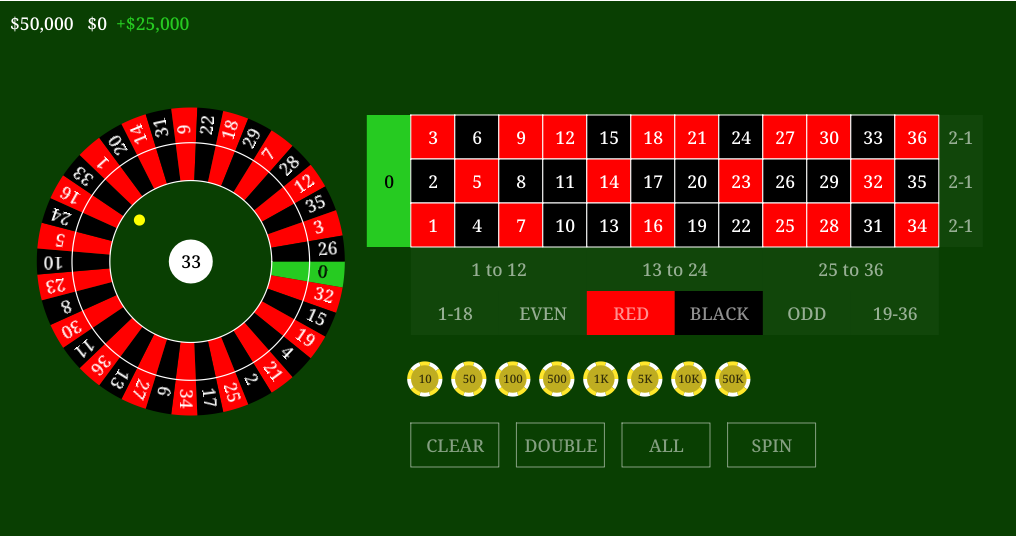 $50,000 $0 +$25,000
22 18 29 7 28 12 35 3 26 0 32 15 19 4 21 2 25 17 34 6 27 13 36 11 30 8 23 10 5 24 16 33 1 20 14 31 9
33
3 6 9 12 15 18 21 24 27 30 33 36 2-1
0 2 5 8 11 14 17 20 23 26 29 32 35 2-1
1 4 7 10 13 16 19 22 25 28 31 34 2-1
1 to 12 13 to 24 25 to 36
1-18 EVEN RED BLACK ODD 19-36
10 50 100 500 1K 5K 10K 50K
CLEAR DOUBLE ALL SPIN